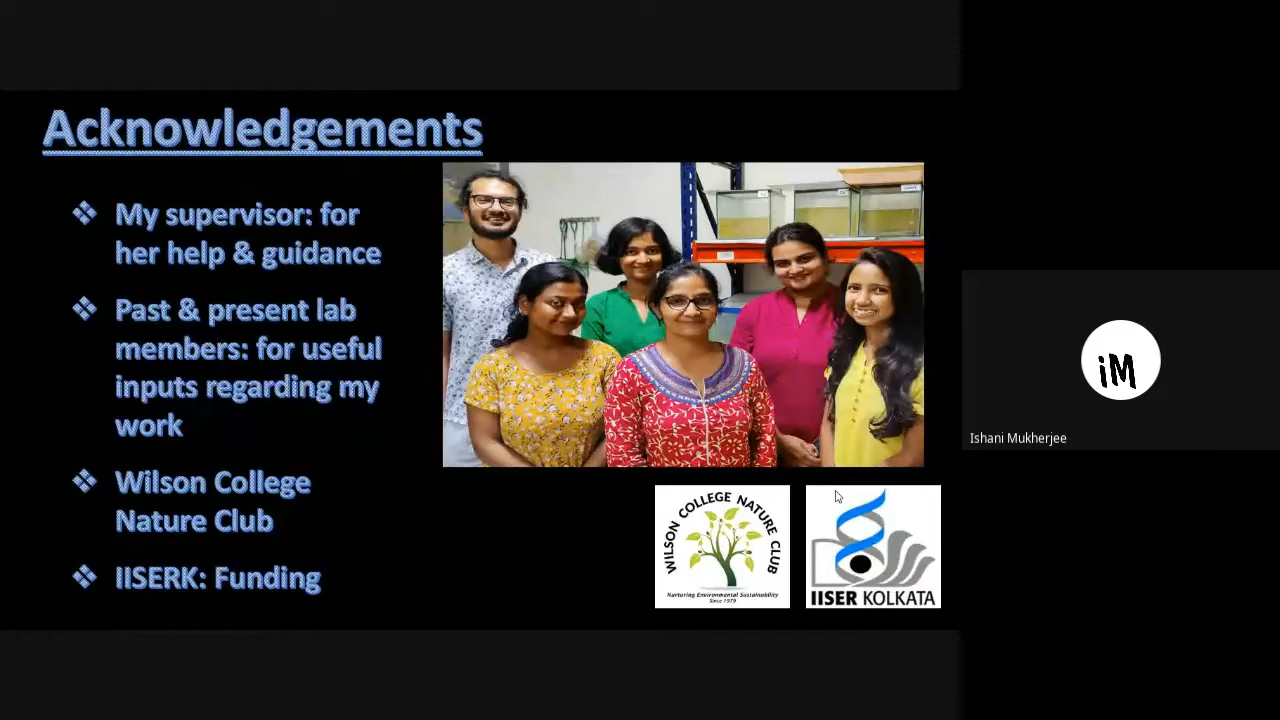 Acknowledgements
❖ My supervisor: for
her help & guidance
❖ Past & present lab
members: for useful
inputs regarding my
work
❖ Wilson College
Nature Club
❖ IISERK: Funding
WILSON COLLEGE NATURE CLUB
Nurturing Environmental Sustainability
Since 1979
IISER KOLKATA
iM
Ishani Mukherjee